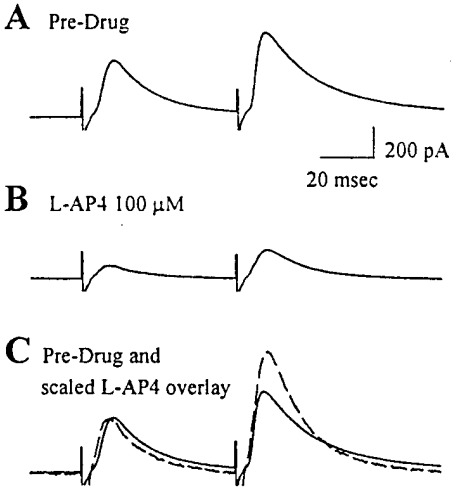 A Pre-Drug
200 pA
20 msec
B L-AP4 100 μM
C Pre-Drug and
scaled L-AP4 overlay